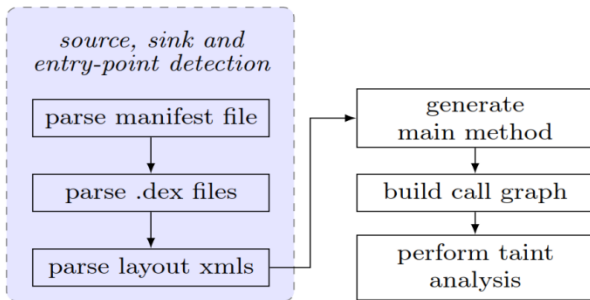 source, sink and
entry-point detection
parse manifest file
parse .dex files
parse layout xmls
generate
main method
build call graph
perform taint
analysis